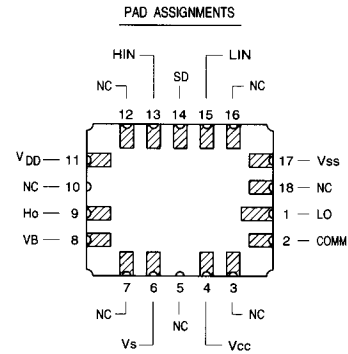 PAD ASSIGNMENTS
HIN LIN
NC SD NC
12 13 14 15 16
VDD 11 17 Vss
NC 10 18 NC
Ho 9 1 LO
VB 8 2 COMM
7 6 5 4 3
NC NC NC
Vs Vcc